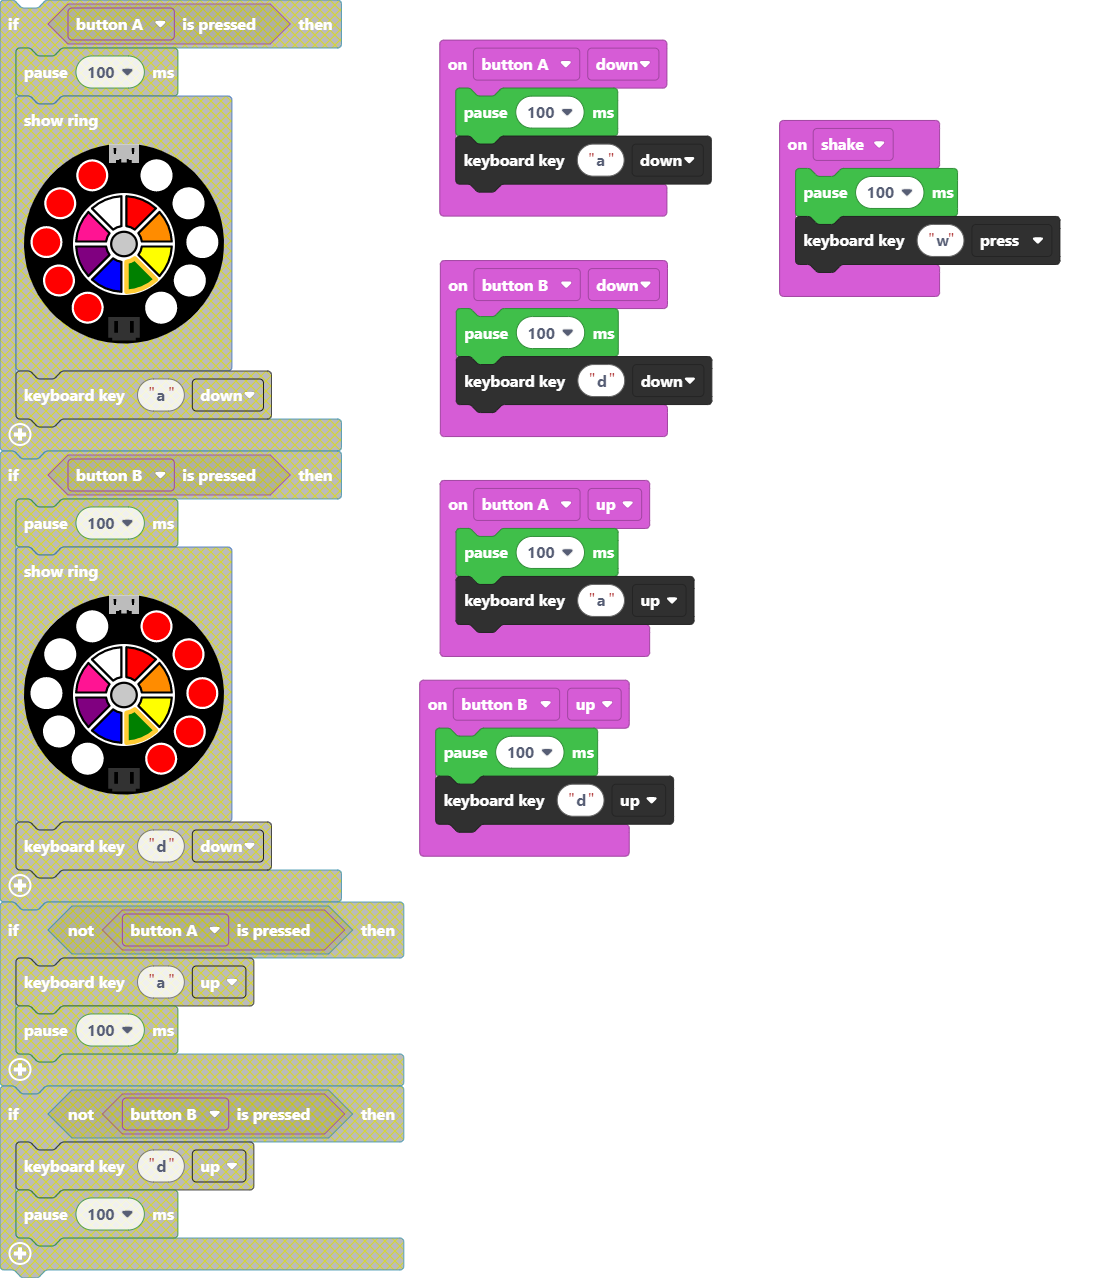 if button A is pressed then
pause 100 ms
show ring
keyboard key "a" down
if button B is pressed then
pause 100 ms
show ring
keyboard key "d" down
if not button A is pressed then
keyboard key "a" up
pause 100 ms
if not button B is pressed then
keyboard key "d" up
pause 100 ms
on button A down
pause 100 ms
keyboard key "a" down
on button B down
pause 100 ms
keyboard key "d" down
on button A up
pause 100 ms
keyboard key "a" up
on button B up
pause 100 ms
keyboard key "d" up
on shake
pause 100 ms
keyboard key "w" press